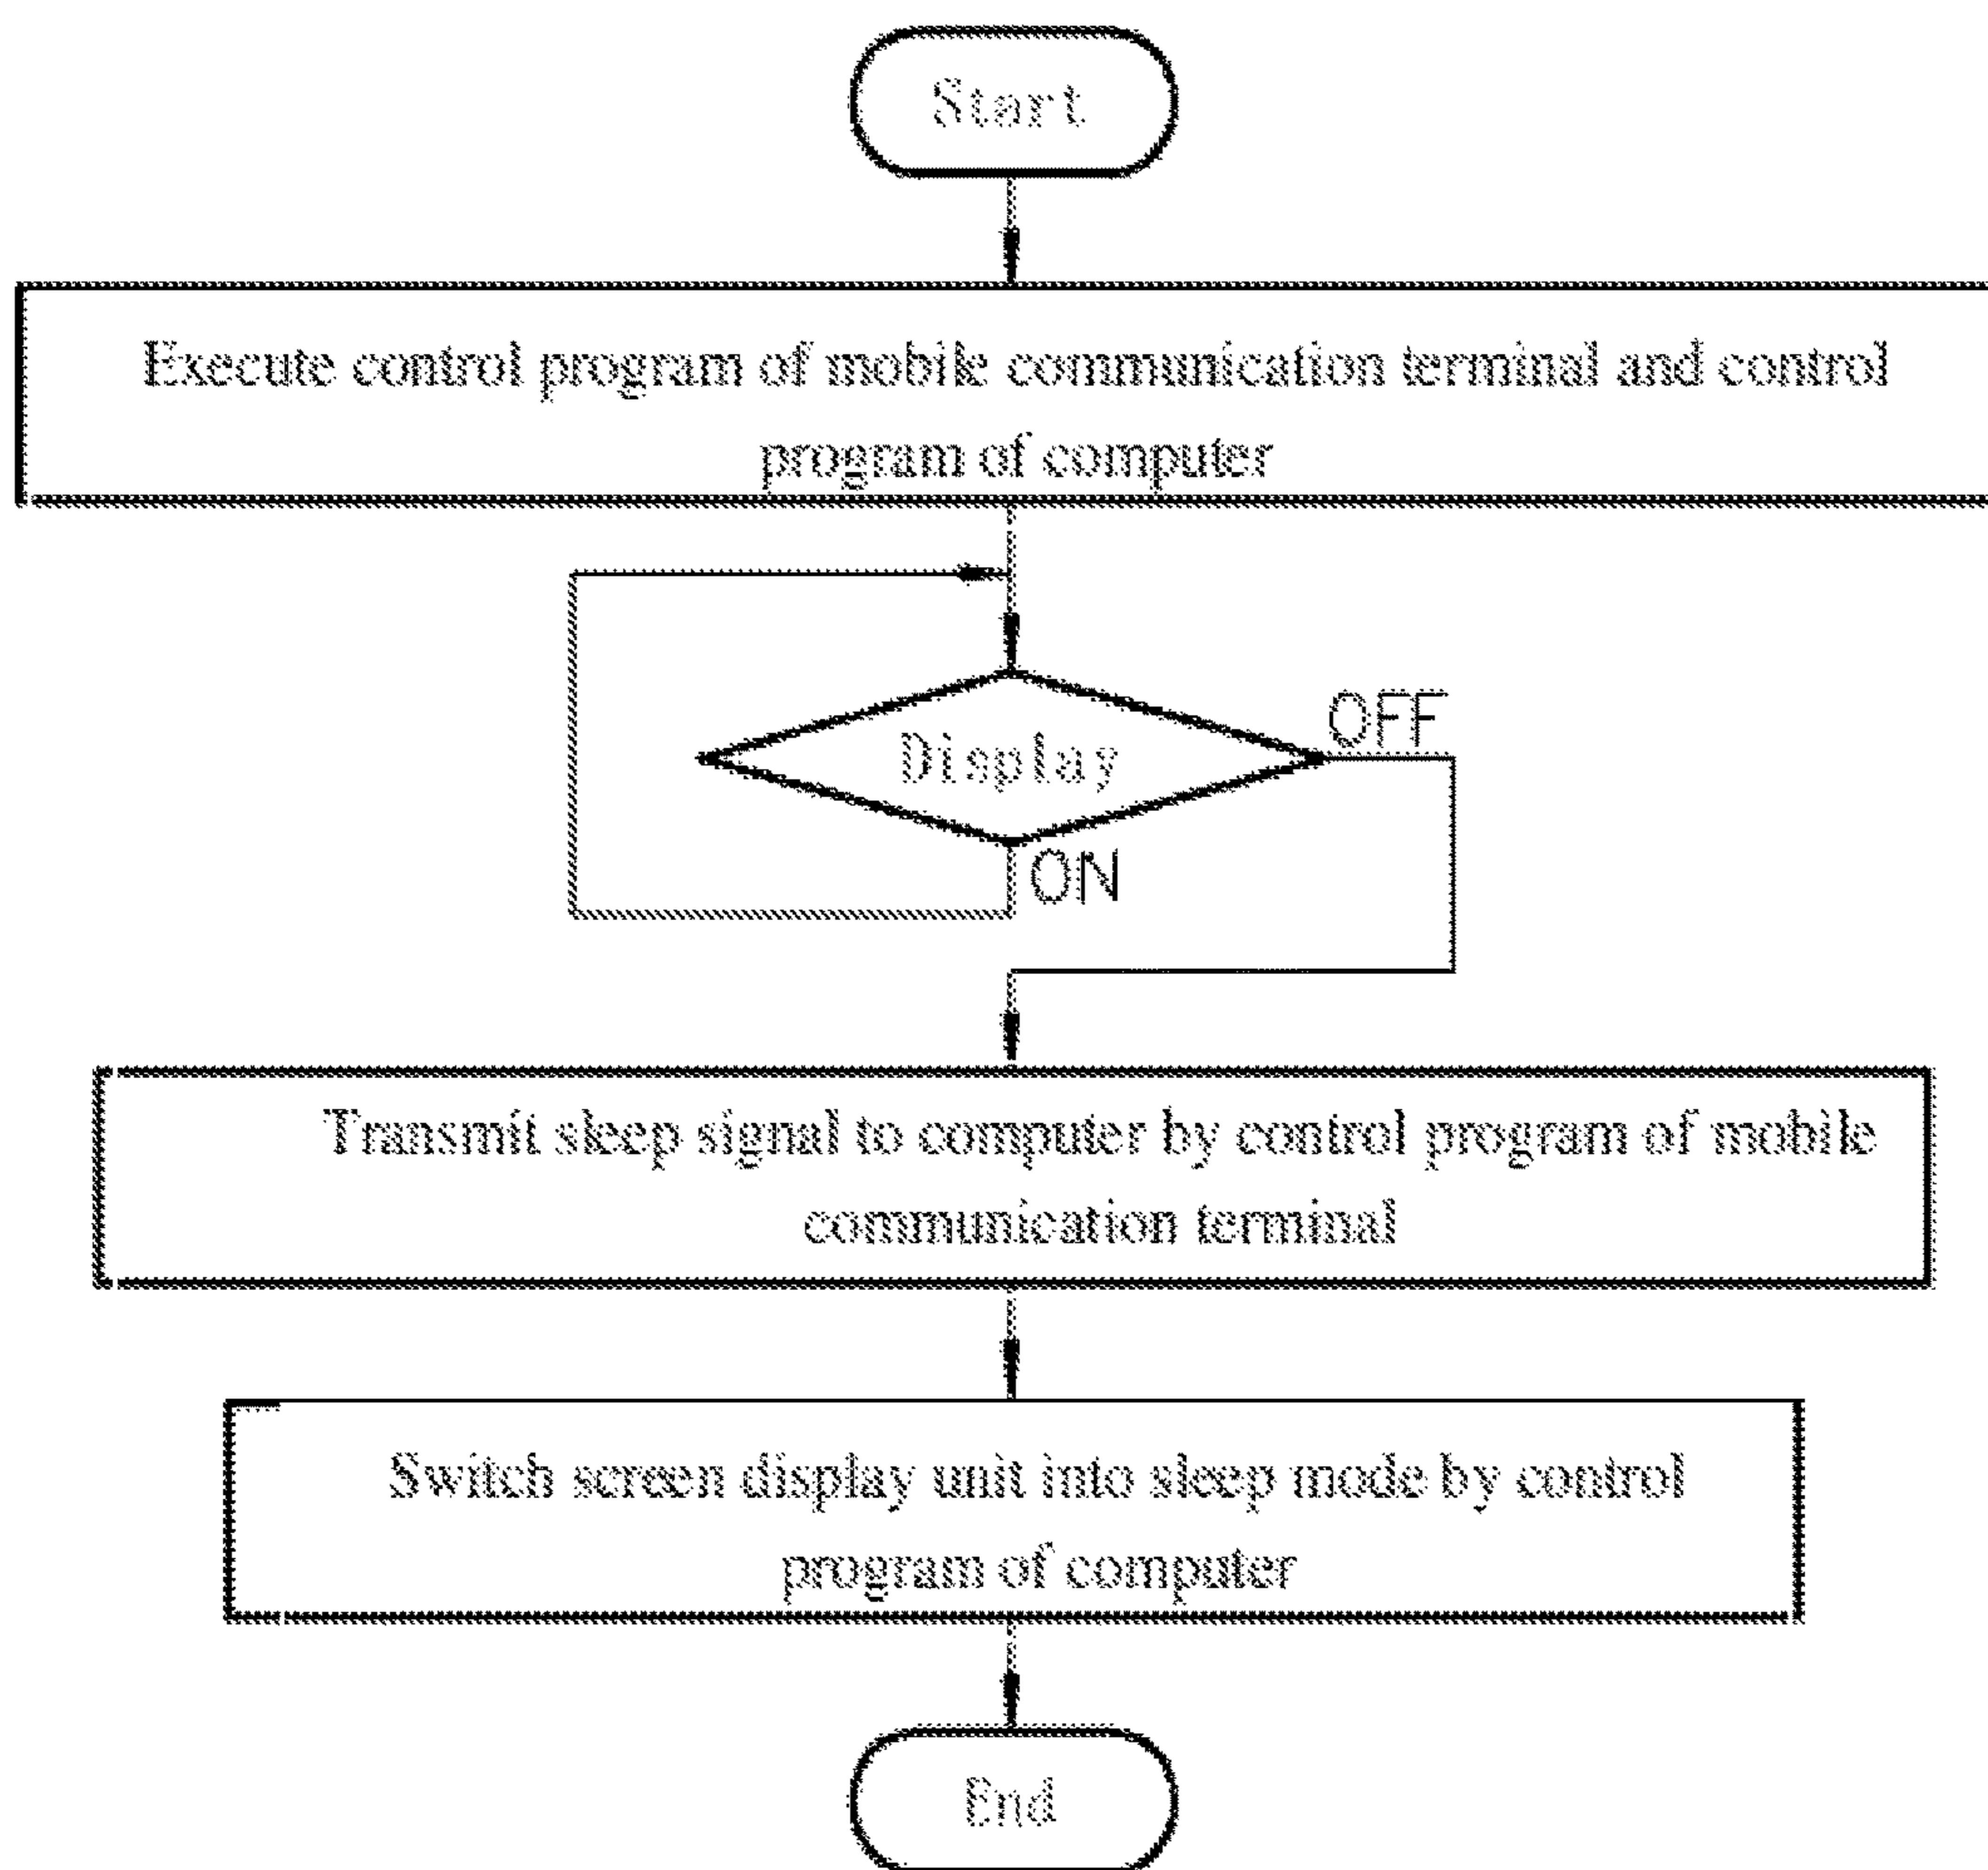 Start
Execute control program of mobile communication terminal and control
program of computer
Display
OFF
ON
Transmit sleep signal to computer by control program of mobile
communication terminal
Switch screen display unit into sleep mode by control
program of computer
End